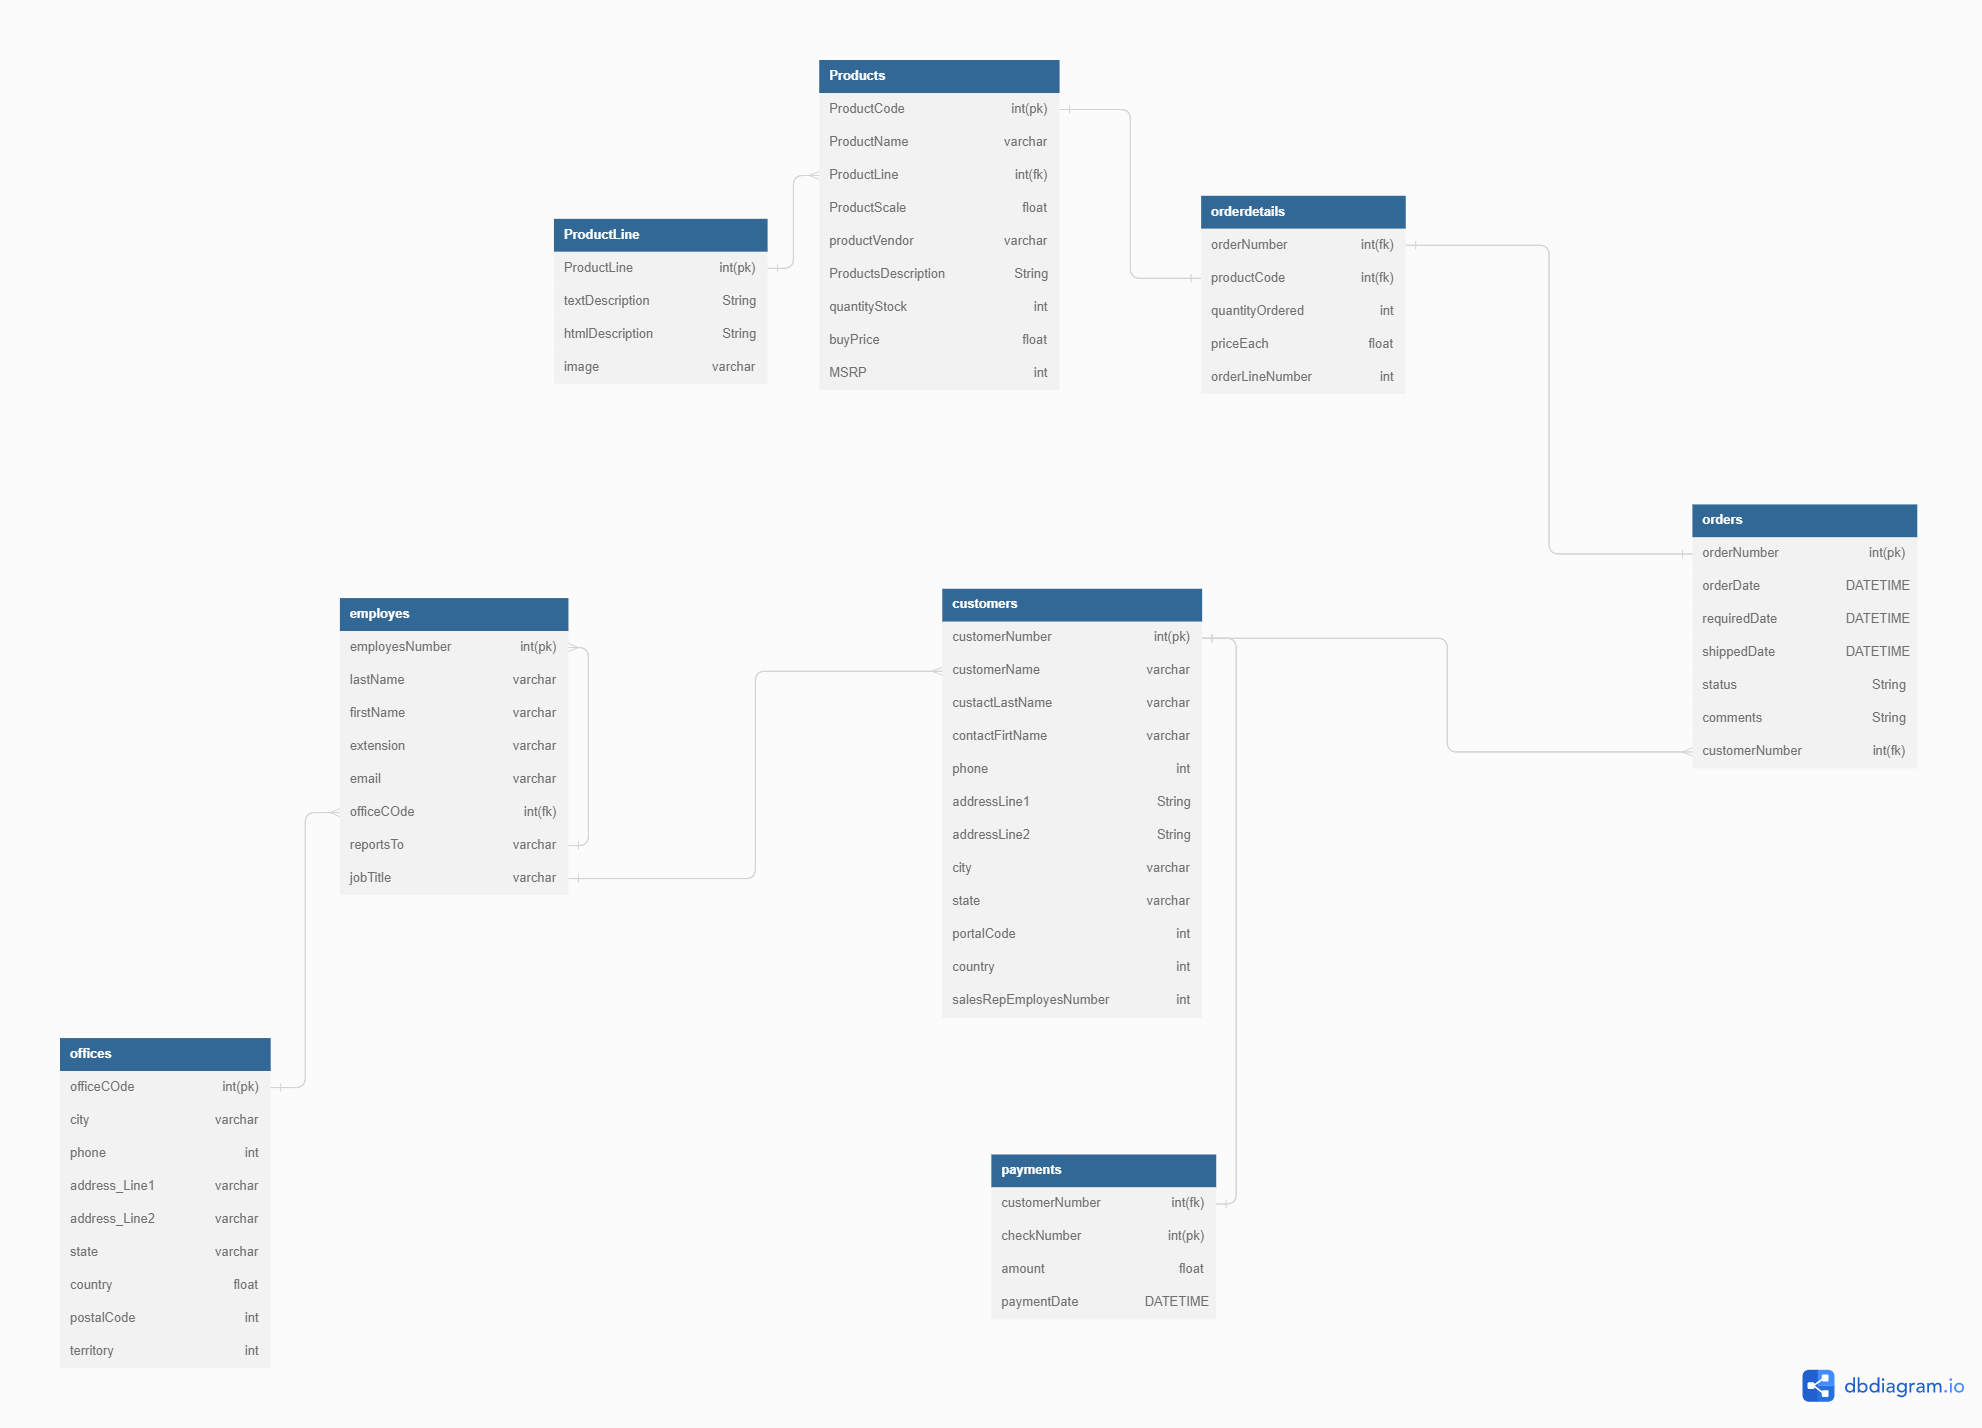 Products
ProductCode int(pk)
ProductName varchar
ProductLine int(fk)
ProductScale float
productVendor varchar
ProductsDescription String
quantityStock int
buyPrice float
MSRP int
orderdetails
orderNumber int(fk)
productCode int(fk)
quantityOrdered int
priceEach float
orderLineNumber int
ProductLine
ProductLine int(pk)
textDescription String
htmlDescription String
image varchar
orders
orderNumber int(pk)
orderDate DATETIME
requiredDate DATETIME
shippedDate DATETIME
status String
comments String
customerNumber int(fk)
employes
employesNumber int(pk)
lastName varchar
firstName varchar
extension varchar
email varchar
officeCOde int(fk)
reportsTo varchar
jobTitle varchar
customers
customerNumber int(pk)
customerName varchar
custactLastName varchar
contactFirtName varchar
phone int
addressLine1 String
addressLine2 String
city varchar
state varchar
portalCode int
country int
salesRepEmployesNumber int
offices
officeCOde int(pk)
city varchar
phone int
address_Line1 varchar
address_Line2 varchar
state varchar
country float
postalCode int
territory int
payments
customerNumber int(fk)
checkNumber int(pk)
amount float
paymentDate DATETIME
dbdiagram.io